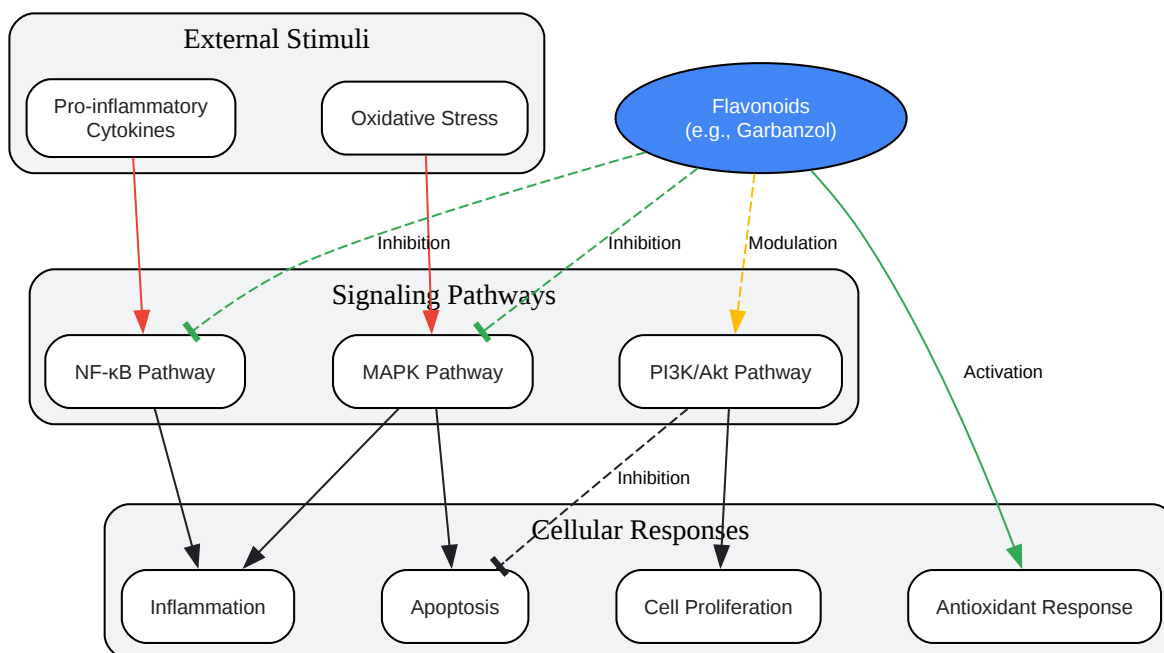 External Stimuli
Pro-inflammatory
Cytokines
Oxidative Stress
Flavonoids
(e.g., Garbanzol)
Inhibition
Inhibition
Modulation
Signaling Pathways
NF-κB Pathway
MAPK Pathway
PI3K/Akt Pathway
Activation
Inhibition
Cellular Responses
Inflammation
Apoptosis
Cell Proliferation
Antioxidant Response